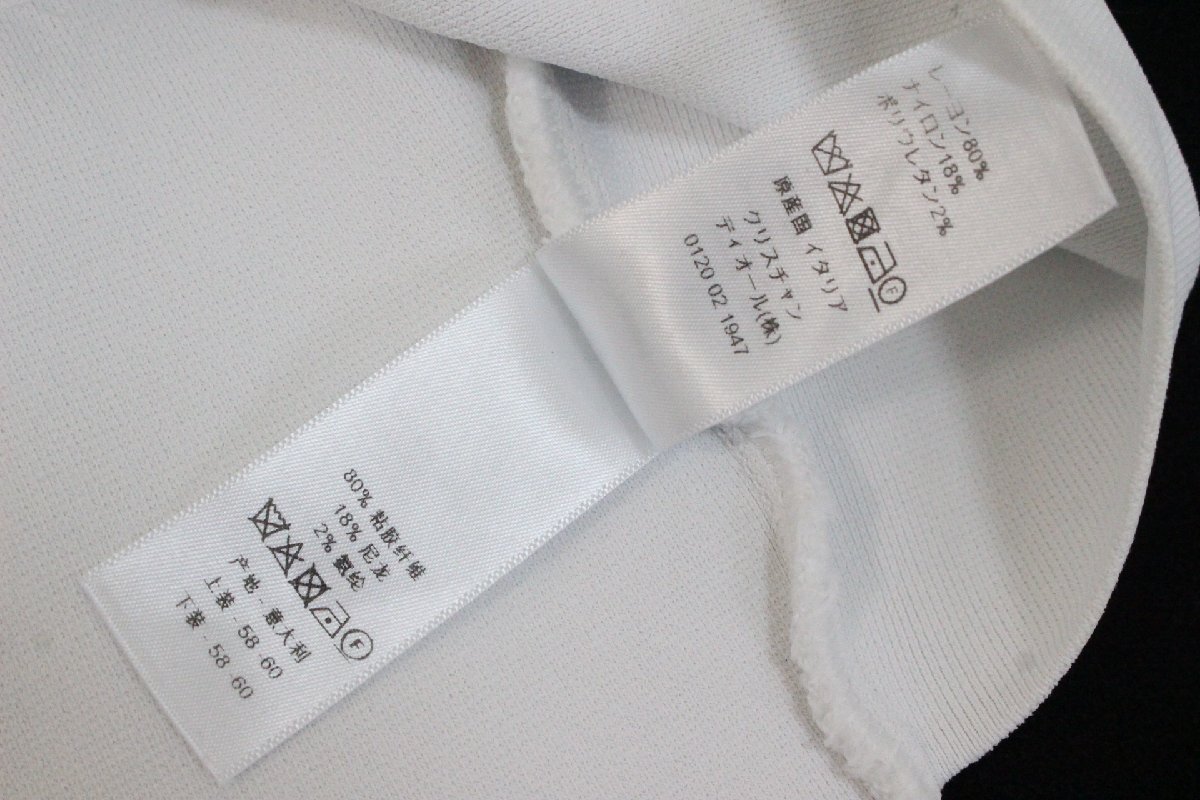 レーヨン80%
ナイロン18%
ポリウレタン2%
F
原産国 イタリア
クリスチャン
ディオール(株)
0120 02 1947
80% 粘胶纤维
18% 尼龙
2% 氨纶
F
产地 - 意大利
上装 - 58 60
下装 - 58 60